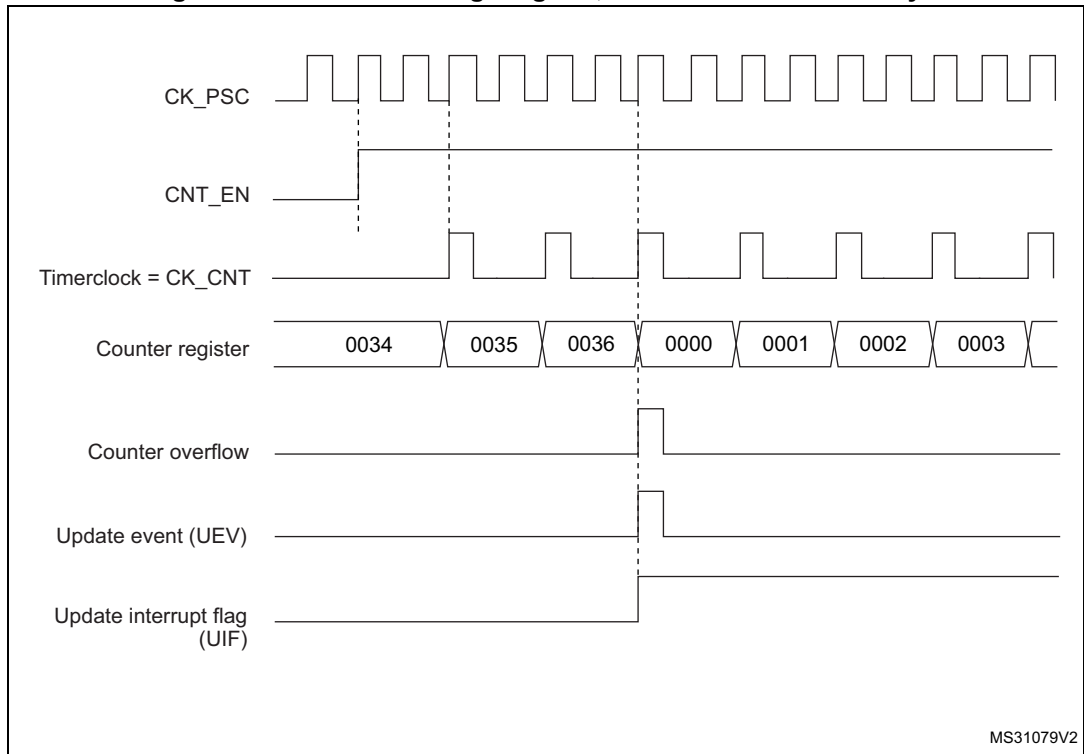 CK_PSC
CNT_EN
Timerclock = CK_CNT
Counter register
0034 0035 0036 0000 0001 0002 0003
Counter overflow
Update event (UEV)
Update interrupt flag
(UIF)
MS31079V2